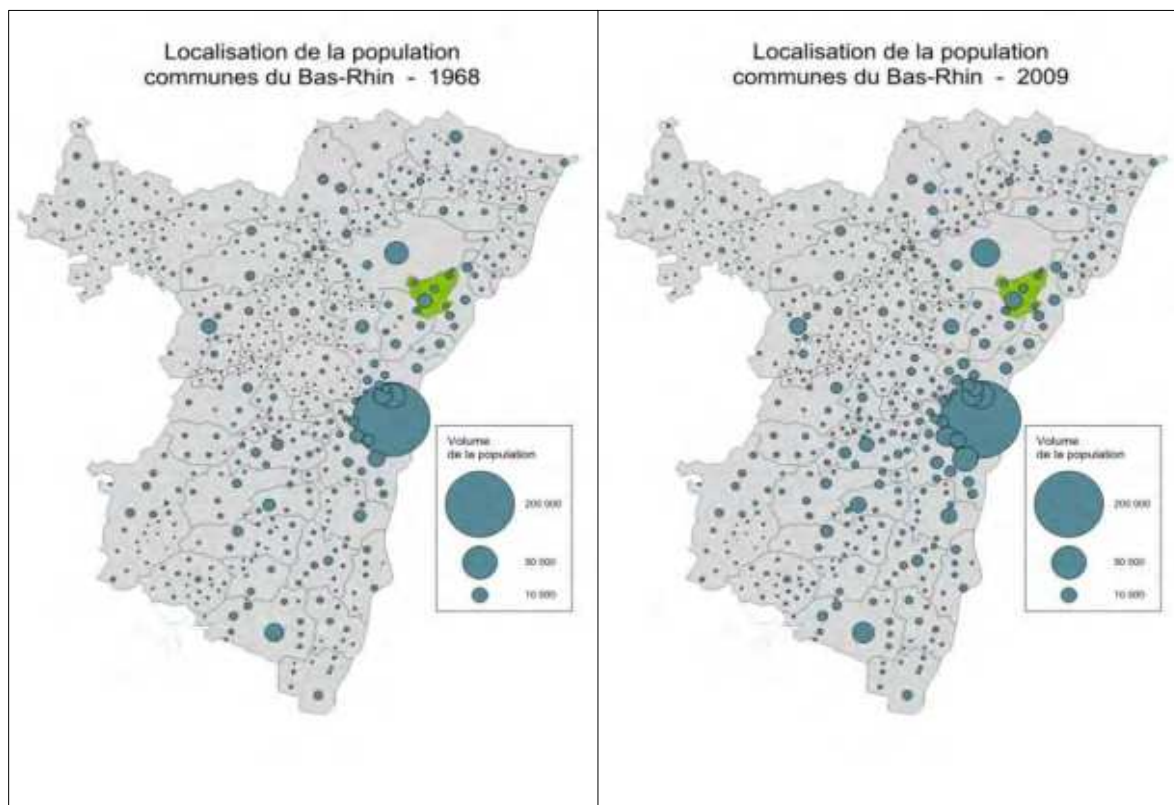 Localisation de la population
communes du Bas-Rhin - 1968
Volume
de la population
200 000
50 000
10 000
Localisation de la population
communes du Bas-Rhin - 2009
Volume
de la population
200 000
50 000
10 000